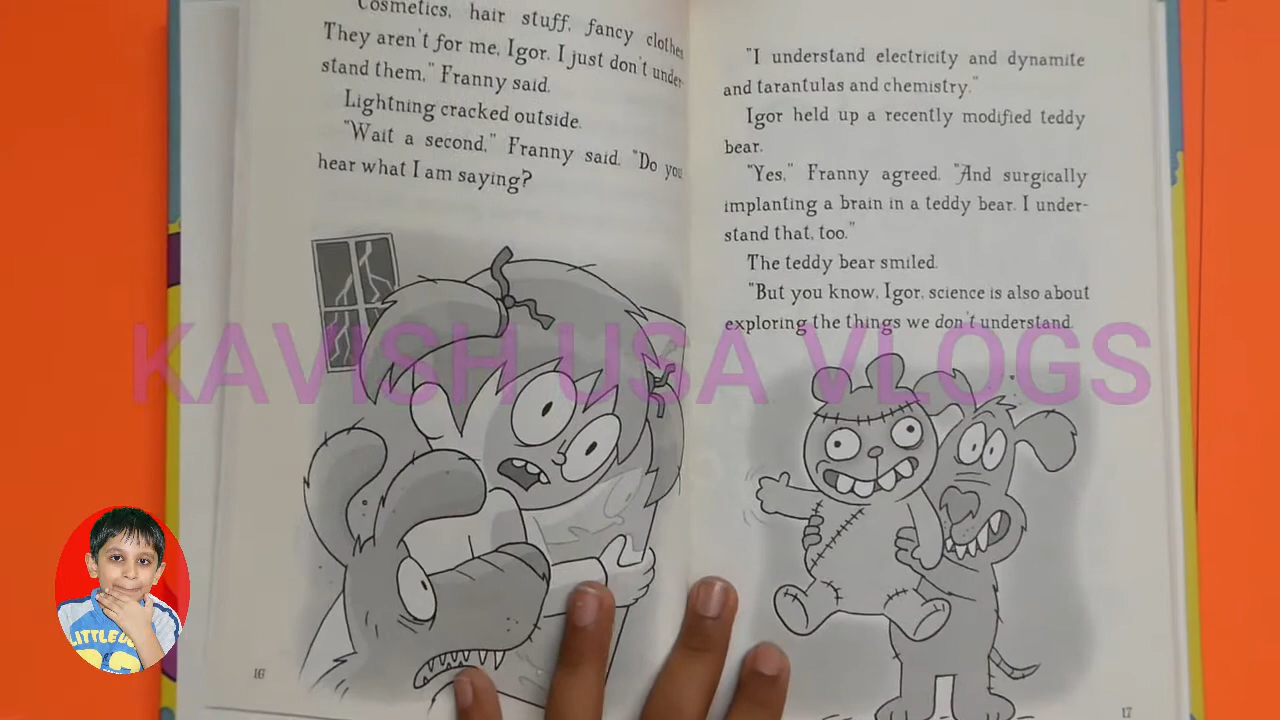 Cosmetics, hair stuff, fancy clothes
They aren't for me, Igor. I just don't under-
stand them," Franny said.
Lightning cracked outside.
"Wait a second," Franny said. "Do you
hear what I am saying?
16
"I understand electricity and dynamite
and tarantulas and chemistry."
Igor held up a recently modified teddy
bear.
"Yes," Franny agreed. "And surgically
implanting a brain in a teddy bear. I under-
stand that, too."
The teddy bear smiled.
"But you know, Igor, science is also about
exploring the things we don't understand.
17
KAVISH USA VLOGS
LITTLE